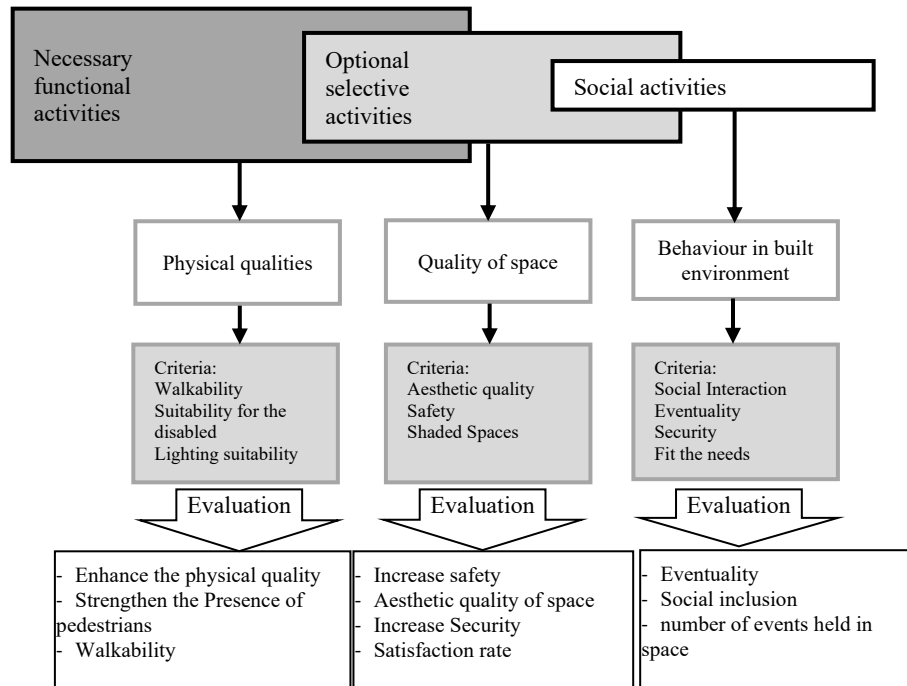 Necessary
functional
activities
Optional
selective
activities
Social activities
Physical qualities
Quality of space
Behaviour in built
environment
Criteria:
Walkability
Suitability for the
disabled
Lighting suitability
Criteria:
Aesthetic quality
Safety
Shaded Spaces
Criteria:
Social Interaction
Eventuality
Security
Fit the needs
Evaluation
Evaluation
Evaluation
- Enhance the physical quality
- Strengthen the Presence of
pedestrians
- Walkability
- Increase safety
- Aesthetic quality of space
- Increase Security
- Satisfaction rate
- Eventuality
- Social inclusion
- number of events held in
space